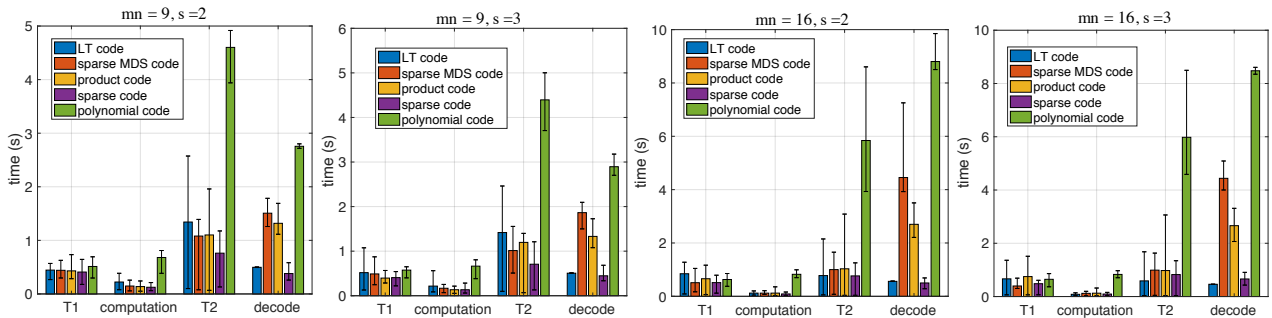 mn = 9, s =2
5
4
3
2
1
0
time (s)
LT code
sparse MDS code
product code
sparse code
polynomial code
T1 computation T2 decode
mn = 9, s =3
6
5
4
3
2
1
0
time (s)
LT code
sparse MDS code
product code
sparse code
polynomial code
T1 computation T2 decode
mn = 16, s =2
10
8
6
4
2
0
time (s)
LT code
sparse MDS code
product code
sparse code
polynomial code
T1 computation T2 decode
mn = 16, s =3
10
8
6
4
2
0
time (s)
LT code
sparse MDS code
product code
sparse code
polynomial code
T1 computation T2 decode